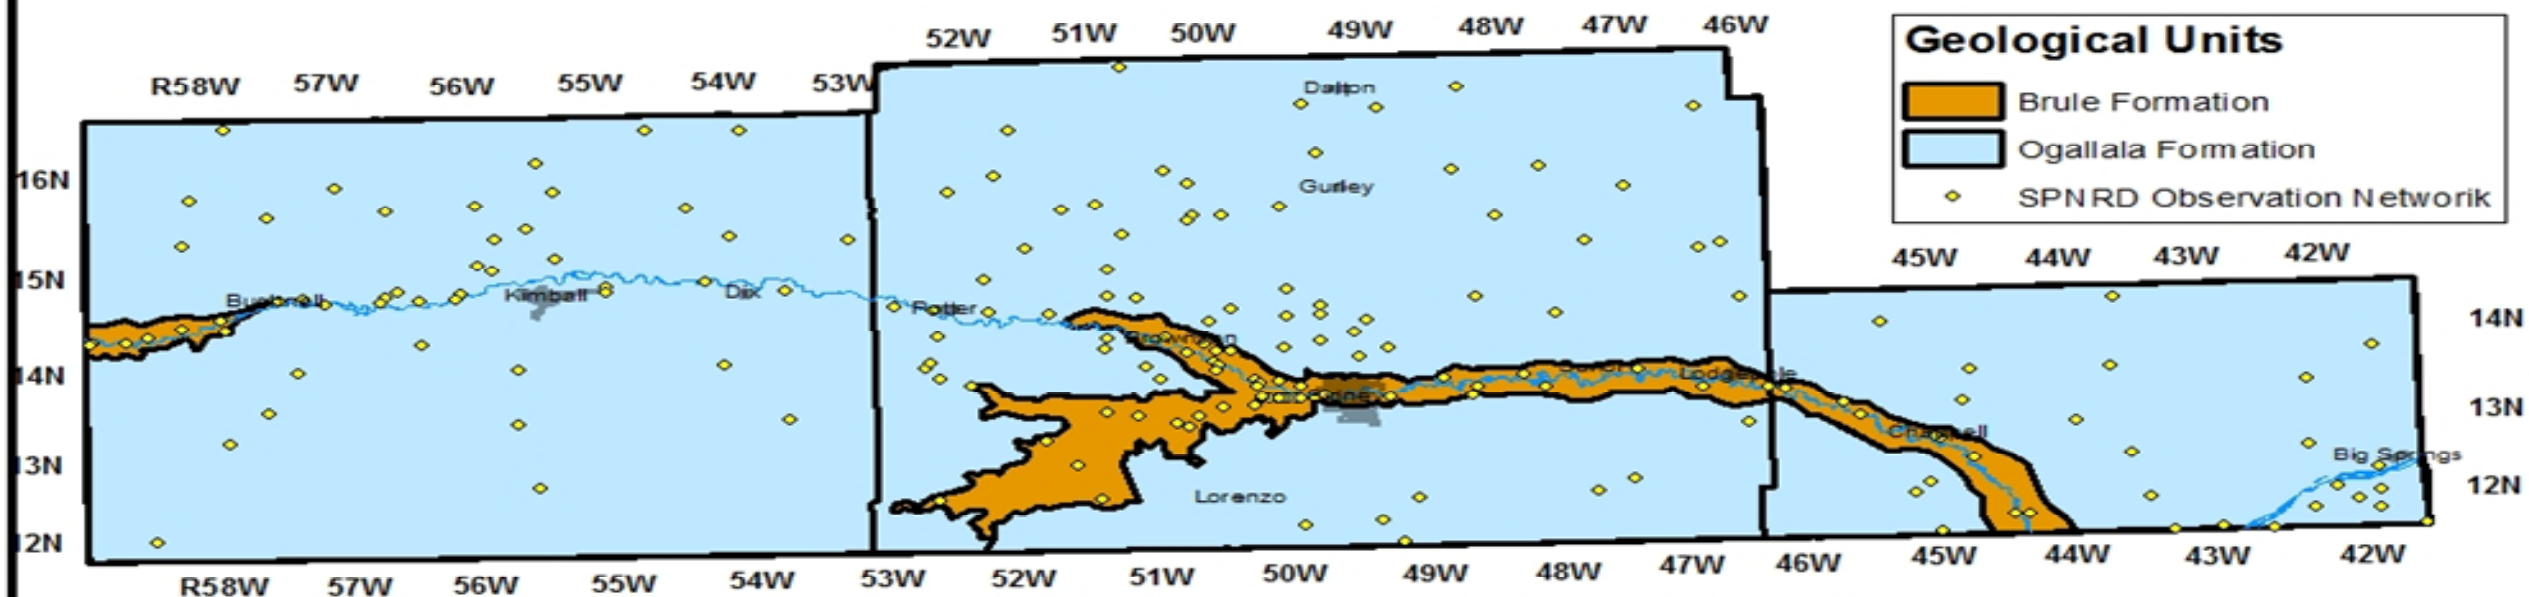 52W 51W 50W 49W 48W 47W 46W
R58W 57W 56W 55W 54W 53W
Geological Units
Brule Formation
Ogallala Formation
SPNRD Observation Networik
Dalton
16N
Gurley
45W 44W 43W 42W
15N
Bushnell Kimball Dix Potter
14N
14N
Lodgepole
13N
Chappell
13N
Big Springs
12N
Lorenzo
12N
R58W 57W 56W 55W 54W 53W 52W 51W 50W 49W 48W 47W 46W 45W 44W 43W 42W